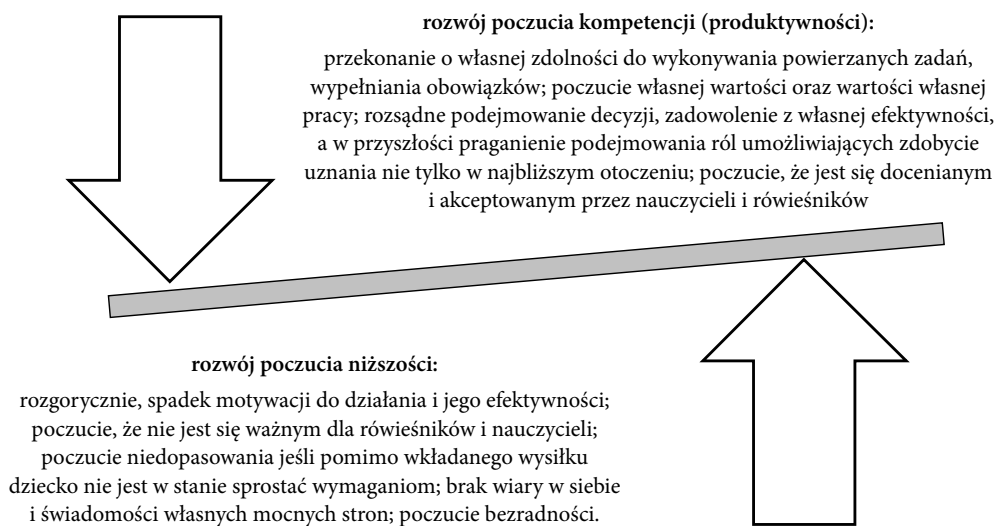 rozwój poczucia kompetencji (produktywności):
przekonanie o własnej zdolności do wykonywania powierzanych zadań,
wypełniania obowiązków; poczucie własnej wartości oraz wartości własnej
pracy; rozsądne podejmowanie decyzji, zadowolenie z własnej efektywności,
a w przyszłości praganienie podejmowania ról umożliwiających zdobycie
uznania nie tylko w najbliższym otoczeniu; poczucie, że jest się docenianym
i akceptowanym przez nauczycieli i rówieśników
rozwój poczucia niższości:
rozgorycznie, spadek motywacji do działania i jego efektywności;
poczucie, że nie jest się ważnym dla rówieśników i nauczycieli;
poczucie niedopasowania jeśli pomimo wkładanego wysiłku
dziecko nie jest w stanie sprostać wymaganiom; brak wiary w siebie
i świadomości własnych mocnych stron; poczucie bezradności.